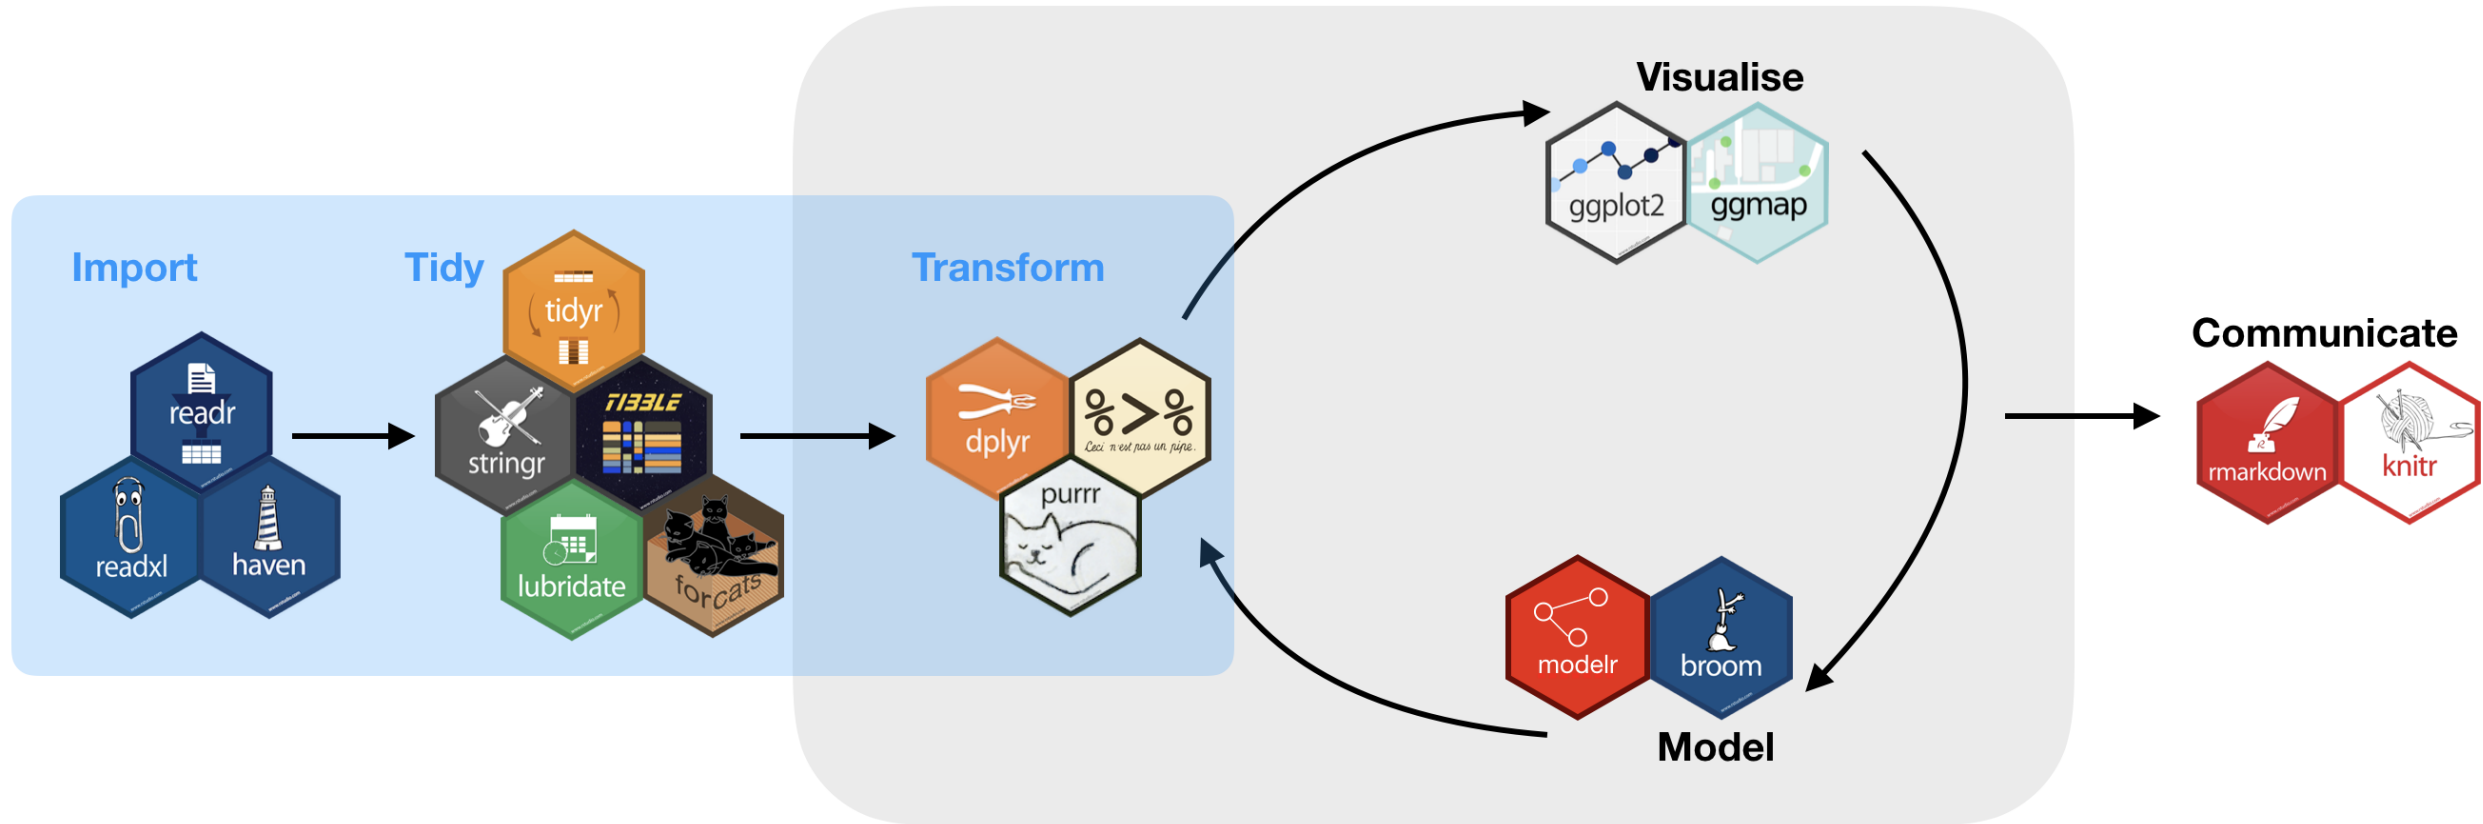 Import
readr
readxl
haven
Tidy
tidyr
stringr
TIBBLE
lubridate
forcats
Transform
dplyr
%>%
Ceci n'est pas un pipe.
purrr
Visualise
ggplot2
ggmap
modelr
broom
Model
Communicate
rmarkdown
knitr